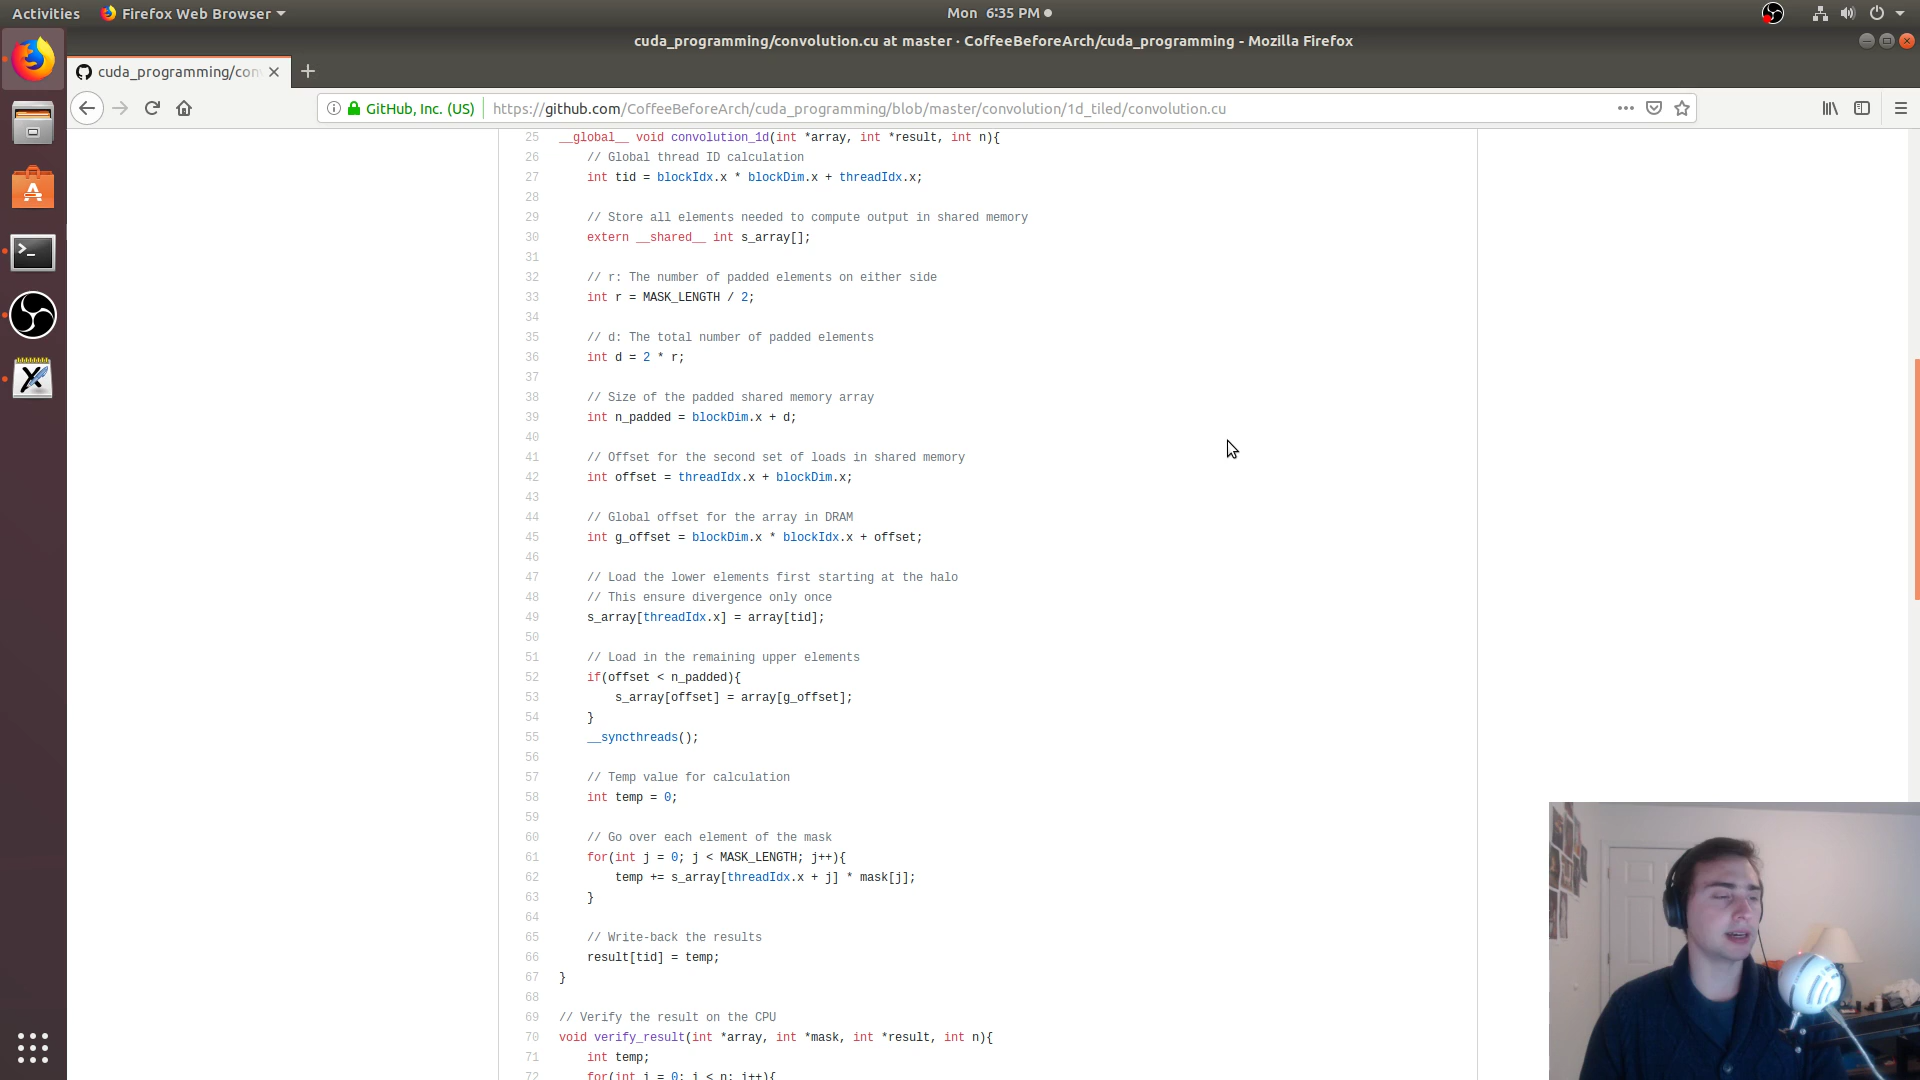 Activities
Firefox Web Browser
Mon 6:35 PM
cuda_programming/convolution.cu at master · CoffeeBeforeArch/cuda_programming - Mozilla Firefox
cuda_programming/con
GitHub, Inc. (US)
https://github.com/CoffeeBeforeArch/cuda_programming/blob/master/convolution/1d_tiled/convolution.cu
25 __global__ void convolution_1d(int *array, int *result, int n){
26 // Global thread ID calculation
27 int tid = blockIdx.x * blockDim.x + threadIdx.x;
28
29 // Store all elements needed to compute output in shared memory
30 extern __shared__ int s_array[];
31
32 // r: The number of padded elements on either side
33 int r = MASK_LENGTH / 2;
34
35 // d: The total number of padded elements
36 int d = 2 * r;
37
38 // Size of the padded shared memory array
39 int n_padded = blockDim.x + d;
40
41 // Offset for the second set of loads in shared memory
42 int offset = threadIdx.x + blockDim.x;
43
44 // Global offset for the array in DRAM
45 int g_offset = blockDim.x * blockIdx.x + offset;
46
47 // Load the lower elements first starting at the halo
48 // This ensure divergence only once
49 s_array[threadIdx.x] = array[tid];
50
51 // Load in the remaining upper elements
52 if(offset < n_padded){
53 s_array[offset] = array[g_offset];
54 }
55 __syncthreads();
56
57 // Temp value for calculation
58 int temp = 0;
59
60 // Go over each element of the mask
61 for(int j = 0; j < MASK_LENGTH; j++){
62 temp += s_array[threadIdx.x + j] * mask[j];
63 }
64
65 // Write-back the results
66 result[tid] = temp;
67 }
68
69 // Verify the result on the CPU
70 void verify_result(int *array, int *mask, int *result, int n){
71 int temp;
72 for(int i = 0; i < n; i++){